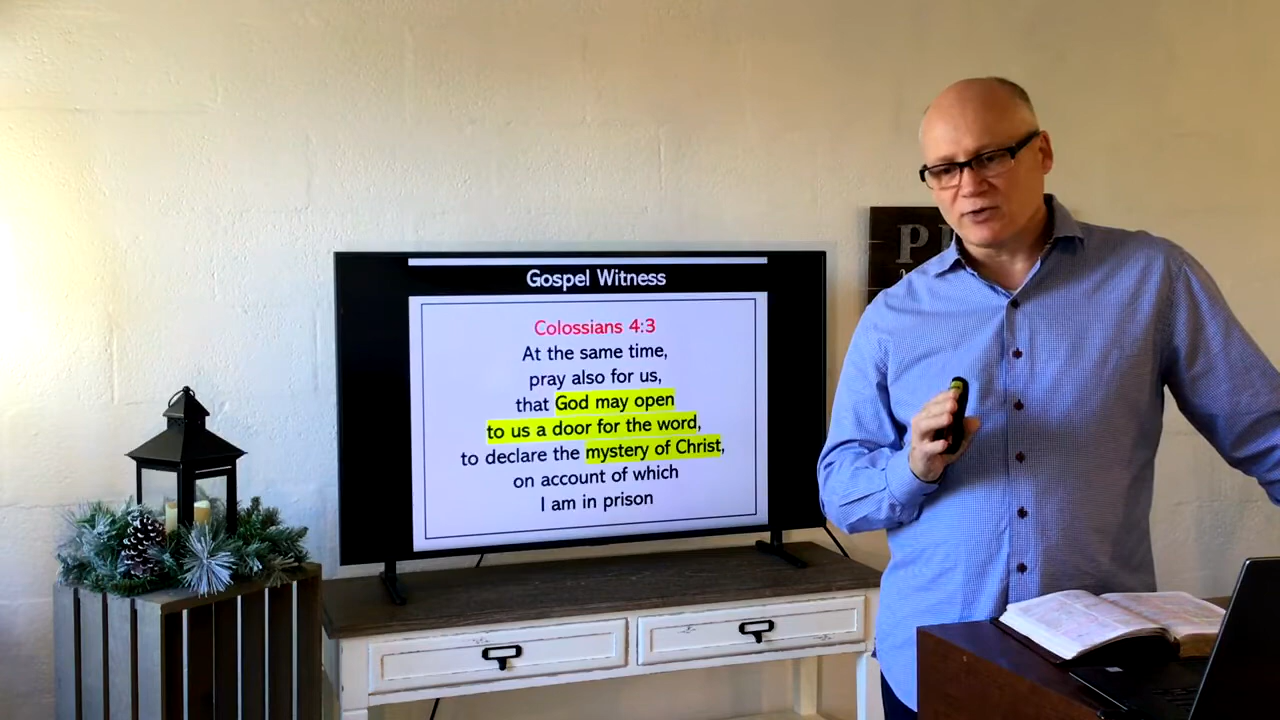 Gospel Witness
Colossians 4:3
At the same time,
pray also for us,
that God may open
to us a door for the word,
to declare the mystery of Christ,
on account of which
I am in prison